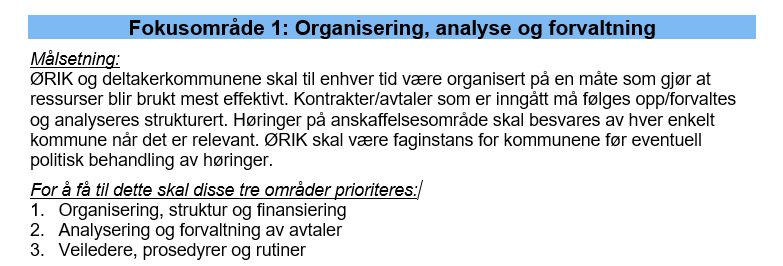 Fokusområde 1: Organisering, analyse og forvaltning
Målsetning:
ØRIK og deltakerkommunene skal til enhver tid være organisert på en måte som gjør at
ressurser blir brukt mest effektivt. Kontrakter/avtaler som er inngått må følges opp/forvaltes
og analyseres strukturert. Høringer på anskaffelsesområde skal besvares av hver enkelt
kommune når det er relevant. ØRIK skal være faginstans for kommunene før eventuell
politisk behandling av høringer.
For å få til dette skal disse tre områder prioriteres:
1. Organisering, struktur og finansiering
2. Analysering og forvaltning av avtaler
3. Veiledere, prosedyrer og rutiner